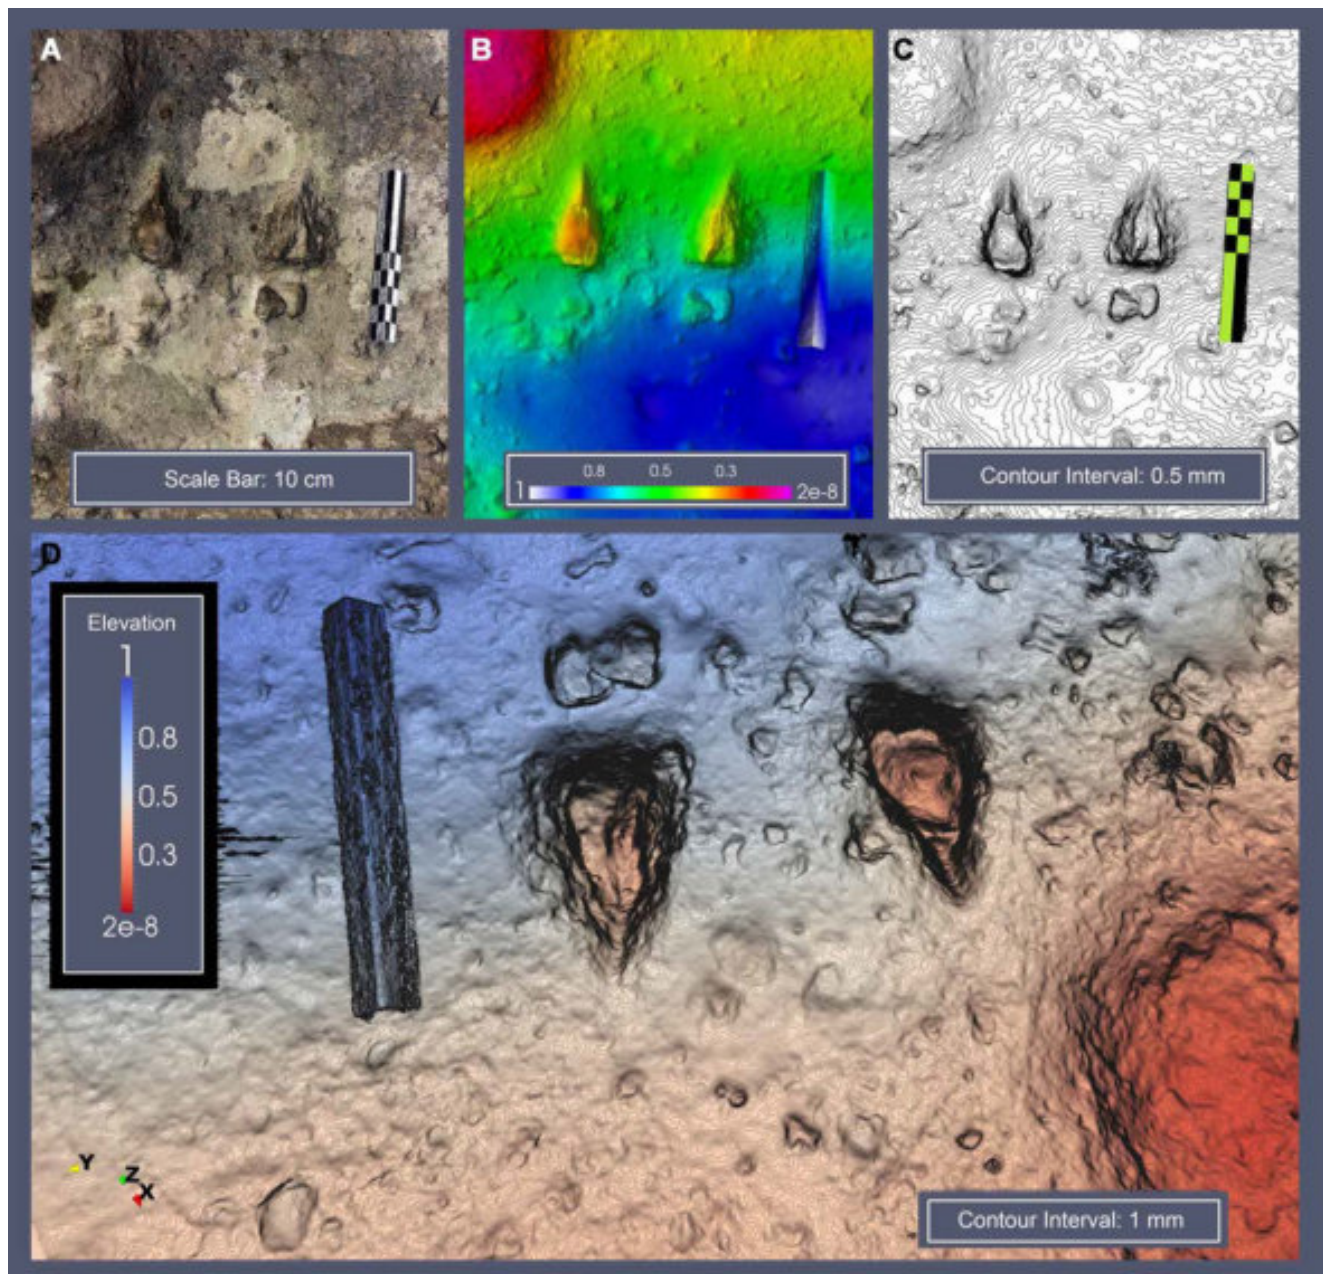 A
B
C
Scale Bar: 10 cm
0.8 0.5 0.3
1 2e-8
Contour Interval: 0.5 mm
D
Elevation
1
0.8
0.5
0.3
2e-8
Y
Z
X
Contour Interval: 1 mm